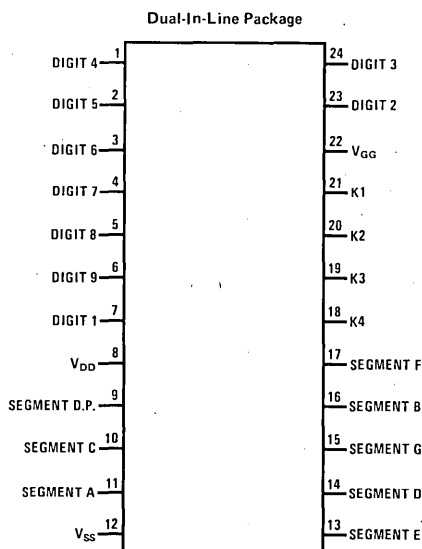 Dual-In-Line Package
DIGIT 4 1
DIGIT 5 2
DIGIT 6 3
DIGIT 7 4
DIGIT 8 5
DIGIT 9 6
DIGIT 1 7
VDD 8
SEGMENT D.P. 9
SEGMENT C 10
SEGMENT A 11
VSS 12
24 DIGIT 3
23 DIGIT 2
22 VGG
21 K1
20 K2
19 K3
18 K4
17 SEGMENT F
16 SEGMENT B
15 SEGMENT G
14 SEGMENT D
13 SEGMENT E